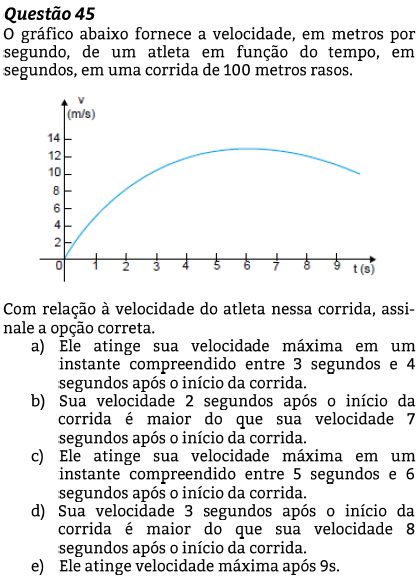 Questão 45
O gráfico abaixo fornece a velocidade, em metros por
segundo, de um atleta em função do tempo, em
segundos, em uma corrida de 100 metros rasos.
v
(m/s)
14
12
10
8
6
4
2
0 1 2 3 4 5 6 7 8 9 t (s)
Com relação à velocidade do atleta nessa corrida, assi-
nale a opção correta.
a) Ele atinge sua velocidade máxima em um
instante compreendido entre 3 segundos e 4
segundos após o início da corrida.
b) Sua velocidade 2 segundos após o início da
corrida é maior do que sua velocidade 7
segundos após o início da corrida.
c) Ele atinge sua velocidade máxima em um
instante compreendido entre 5 segundos e 6
segundos após o início da corrida.
d) Sua velocidade 3 segundos após o início da
corrida é maior do que sua velocidade 8
segundos após o início da corrida.
e) Ele atinge velocidade máxima após 9s.